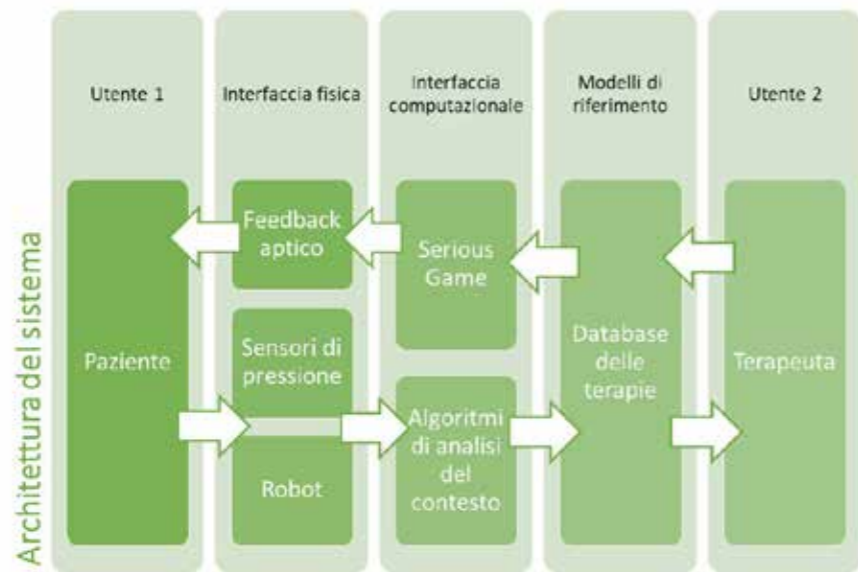 Architettura del sistema
Utente 1
Interfaccia fisica
Interfaccia
computazionale
Modelli di
riferimento
Utente 2
Paziente
Feedback
aptico
Sensori di
pressione
Robot
Serious
Game
Algoritmi
di analisi
del
contesto
Database
delle
terapie
Terapeuta